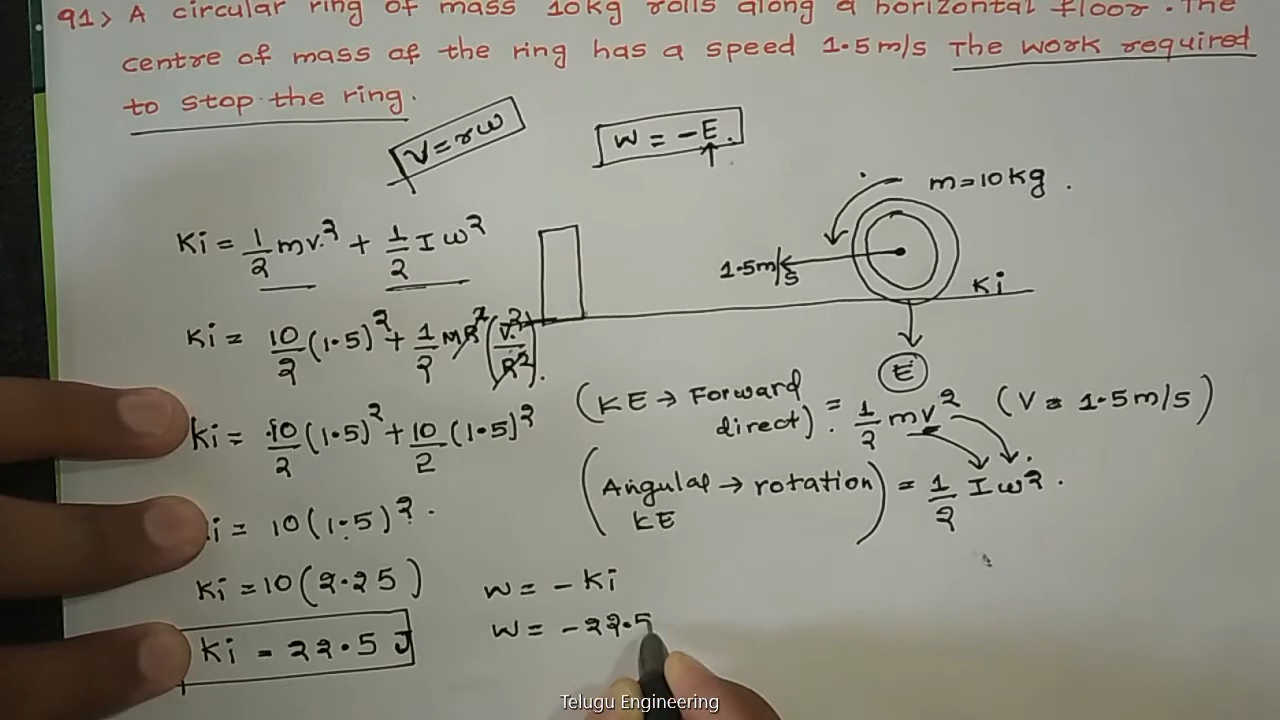 91> A circular ring of mass 10kg rolls along a horizontal floor. The
centre of mass of the ring has a speed 1.5 m/s The work required
to stop the ring.
V=rω
W = -E.
m=10kg.
1.5m/s
Ki
E
Ki = 1/2 mv² + 1/2 I ω²
Ki = 10/2 (1.5)² + 1/2 MR² (V²/R²).
Ki = 10/2 (1.5)² + 10/2 (1.5)²
i = 10(1.5)².
Ki = 10(2.25)
Ki = 22.5 J
(KE → Forward direct). = 1/2 mv² (V = 1.5m/s)
(Angular → rotation KE) = 1/2 I ω².
W = -Ki
W = -22.5
Telugu Engineering